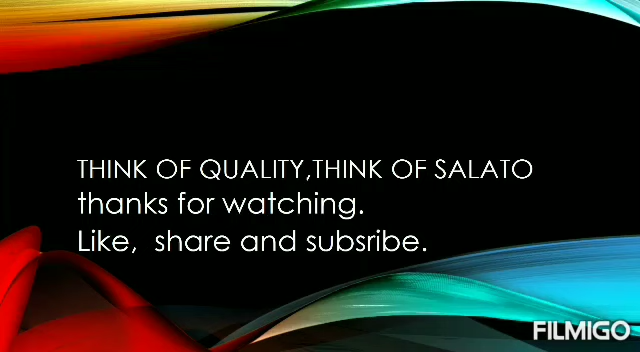 THINK OF QUALITY,THINK OF SALATO
thanks for watching.
Like,  share and subsribe.
FILMIGO